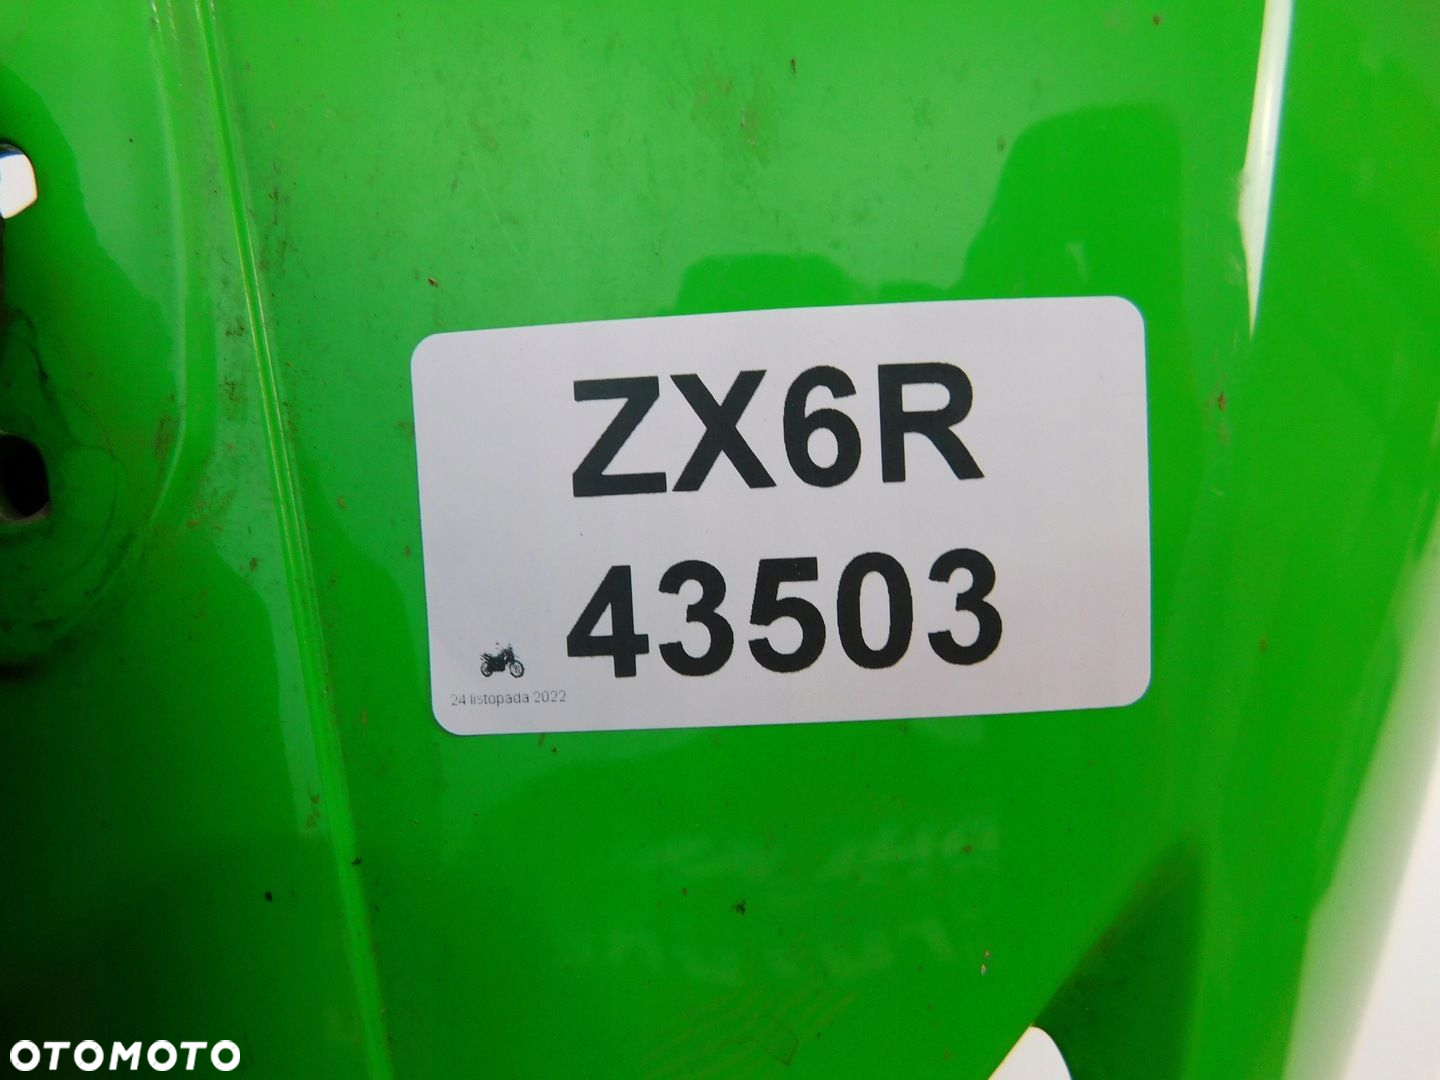 ZX6R
43503
24 listopada 2022
OTOMOTO